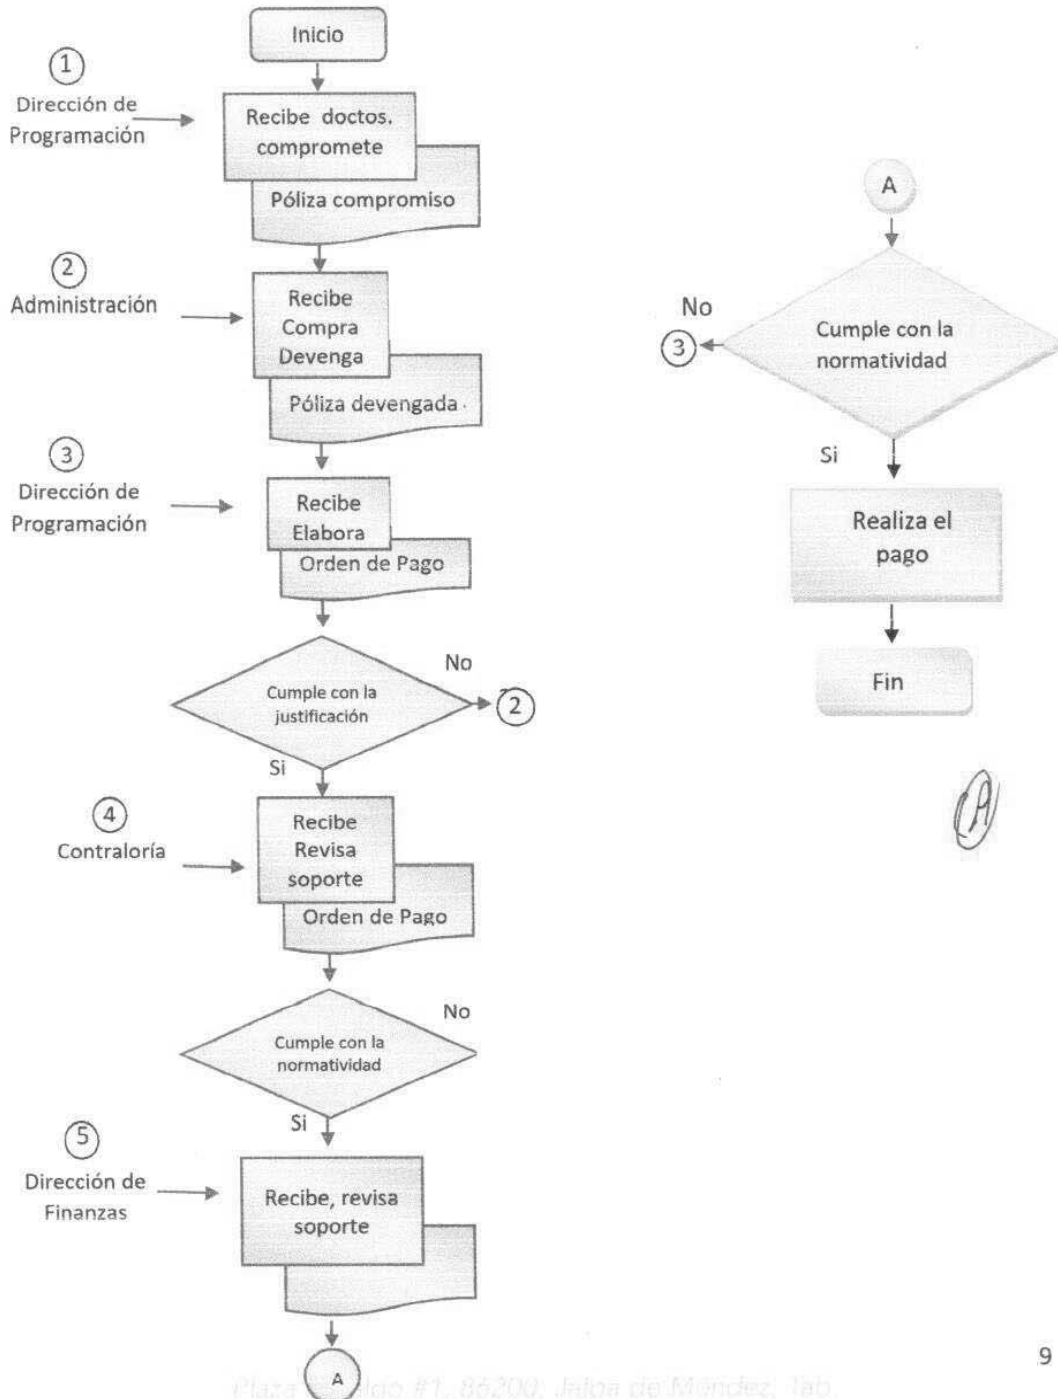 Inicio
1
Dirección de
Programación
Recibe doctos.
compromete
Póliza compromiso
2
Administración
Recibe
Compra
Devenga
Póliza devengada
3
Dirección de
Programación
Recibe
Elabora
Orden de Pago
Cumple con la
justificación
No
2
Si
4
Contraloría
Recibe
Revisa
soporte
Orden de Pago
Cumple con la
normatividad
No
Si
5
Dirección de
Finanzas
Recibe, revisa
soporte
A
A
Cumple con la
normatividad
No
3
Si
Realiza el
pago
Fin
A
9
Plaza #1, 86200, Jalpa de Méndez, Tab.